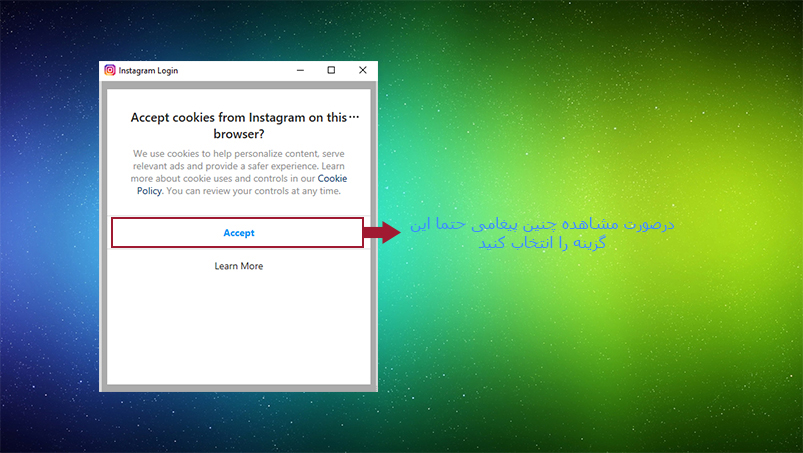 Instagram Login
Accept cookies from Instagram on this
browser?
We use cookies to help personalize content, serve
relevant ads and provide a safer experience. Learn
more about cookie uses and controls in our Cookie
Policy. You can review your controls at any time.
Accept
درصورت مشاهده چنین پیغامی حتما این
گزینه را انتخاب کنید
Learn More